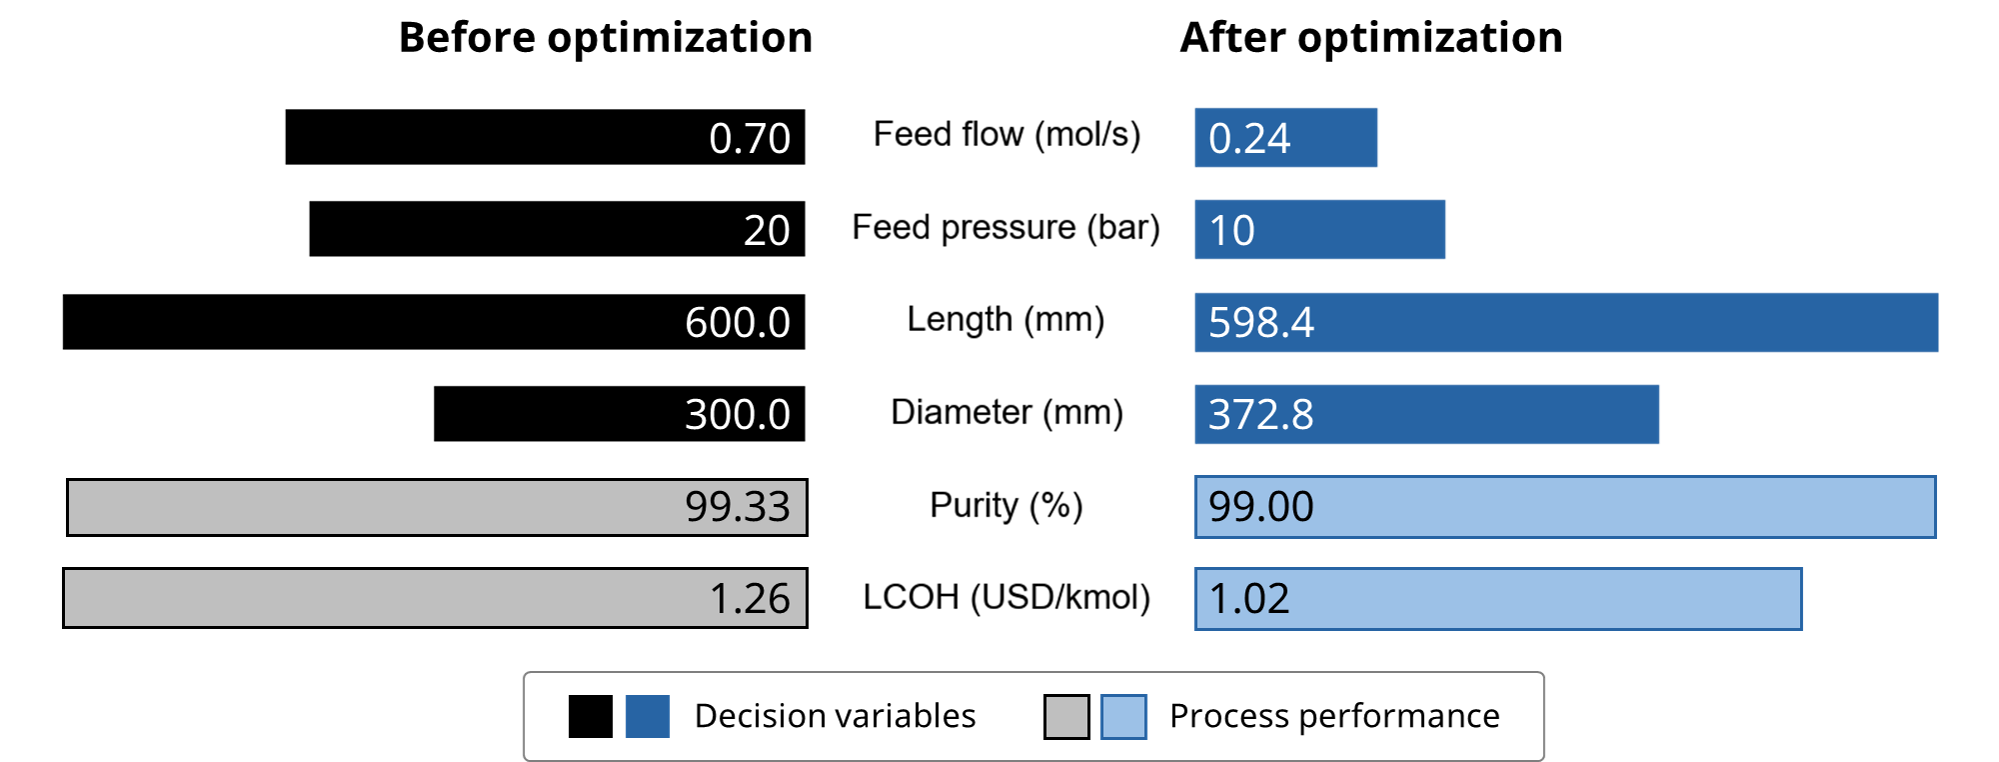 Before optimization After optimization
0.70 Feed flow (mol/s) 0.24
20 Feed pressure (bar) 10
600.0 Length (mm) 598.4
300.0 Diameter (mm) 372.8
99.33 Purity (%) 99.00
1.26 LCOH (USD/kmol) 1.02
Decision variables Process performance